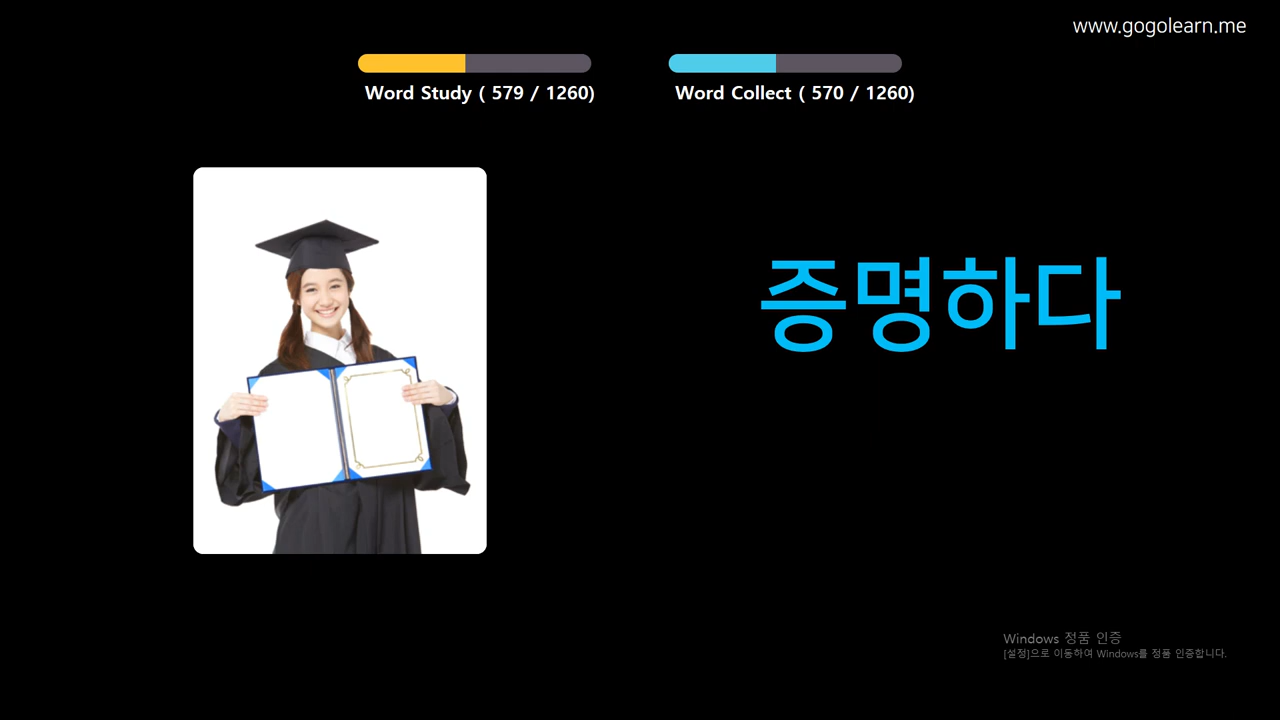 www.gogolearn.me
Word Study ( 579 / 1260)
Word Collect ( 570 / 1260)
증명하다
Windows 정품 인증
[설정]으로 이동하여 Windows를 정품 인증합니다.